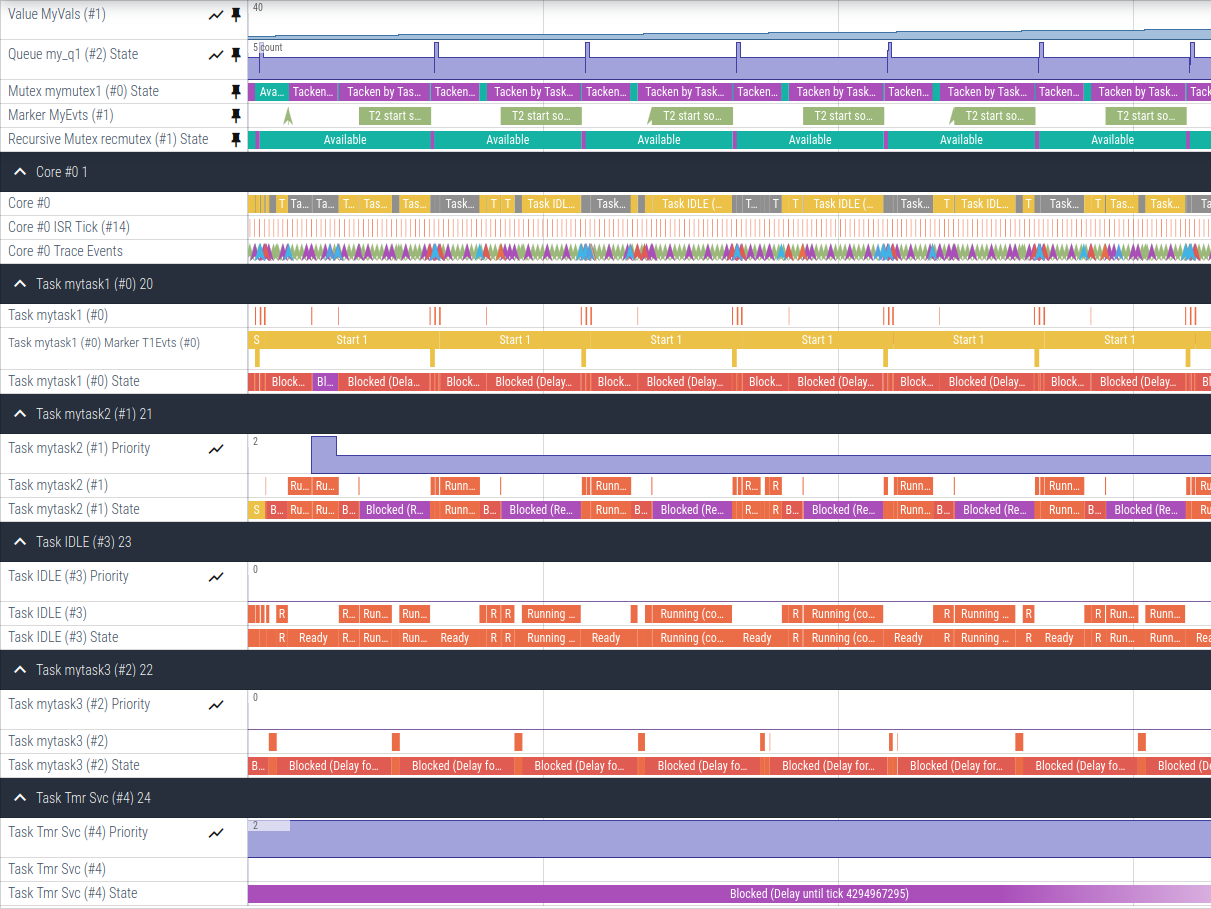 Value MyVals (#1) 40
Queue my_q1 (#2) State 5 count
Mutex mymutex1 (#0) State Ava... Tacken... Tacken by Tas... Tacken... Tacken by Task... Tacken... Tacken by Task... Tacken... Tacken by Task... Tacken... Tacken by Task... Tacken... Tacken by Task... Tack
Marker MyEvts (#1) T2 start s... T2 start so... T2 start so... T2 start so... T2 start so... T2 start so...
Recursive Mutex recmutex (#1) State Available Available Available Available Available Available
Core #0 1
Core #0 T Ta... Ta... T... Tas... Tas... Task... T T Task IDL... Task... Task IDLE (... T... T T Task IDLE (... Task... T Task IDL... T Task... T Tas... Task... Ta
Core #0 ISR Tick (#14)
Core #0 Trace Events
Task mytask1 (#0) 20
Task mytask1 (#0)
Task mytask1 (#0) Marker T1Evts (#0) S Start 1 Start 1 Start 1 Start 1 Start 1 Start 1
Task mytask1 (#0) State Block... Bl... Blocked (Dela... Block... Blocked (Delay... Block... Blocked (Delay... Block... Blocked (Delay... Block... Blocked (Delay... Block... Blocked (Delay... Bl
Task mytask2 (#1) 21
Task mytask2 (#1) Priority 2
Task mytask2 (#1) Ru... Ru... Runn... Runn... R... R Runn... Runn... Ru
Task mytask2 (#1) State S B... Ru... Ru... B... Blocked (R... Runn... B... Blocked (Re... Runn... B... Blocked (Re... R... R B... Blocked (Re... Runn... B... Blocked (Re... Runn... B... Blocked (Re... Ru
Task IDLE (#3) 23
Task IDLE (#3) Priority 0
Task IDLE (#3) R R... Run... Run... R R Running ... Running (co... R Running (co... R Running ... R R Run... Runn...
Task IDLE (#3) State R Ready R... Run... Run... Ready R R Running ... Ready Running (co... Ready R Running (co... Ready R Running ... R Ready R Run... Runn... Rea
Task mytask3 (#2) 22
Task mytask3 (#2) Priority 0
Task mytask3 (#2)
Task mytask3 (#2) State B... Blocked (Delay fo... Blocked (Delay fo... Blocked (Delay fo... Blocked (Delay fo... Blocked (Delay for... Blocked (Delay for... Blocked (Delay fo... Blocked (De
Task Tmr Svc (#4) 24
Task Tmr Svc (#4) Priority 2
Task Tmr Svc (#4)
Task Tmr Svc (#4) State Blocked (Delay until tick 4294967295)